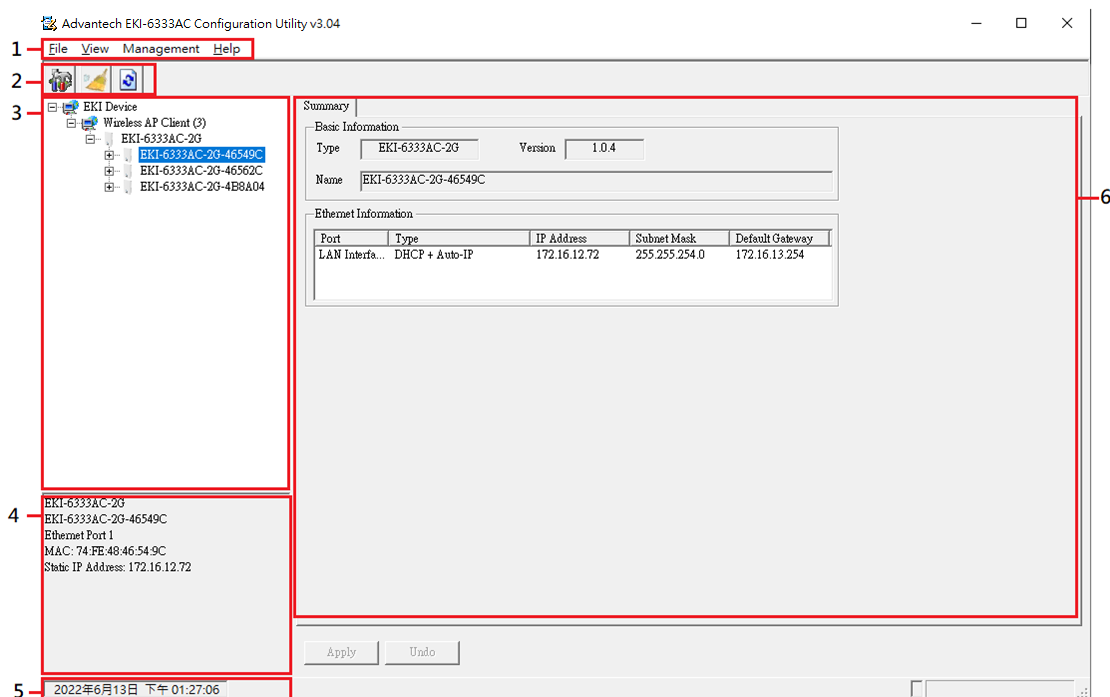 Advantech EKI-6333AC Configuration Utility v3.04
1
File View Management Help
2
3
EKI Device
Wireless AP Client (3)
EKI-6333AC-2G
EKI-6333AC-2G-46549C
EKI-6333AC-2G-46562C
EKI-6333AC-2G-4B8A04
Summary
Basic Information
Type EKI-6333AC-2G Version 1.0.4
Name EKI-6333AC-2G-46549C
6
Ethernet Information
Port Type IP Address Subnet Mask Default Gateway
LAN Interfa... DHCP + Auto-IP 172.16.12.72 255.255.254.0 172.16.13.254
4
EKI-6333AC-2G
EKI-6333AC-2G-46549C
Ethernet Port 1
MAC: 74:FE:48:46:54:9C
Static IP Address: 172.16.12.72
Apply Undo
5
2022年6月13日 下午 01:27:06